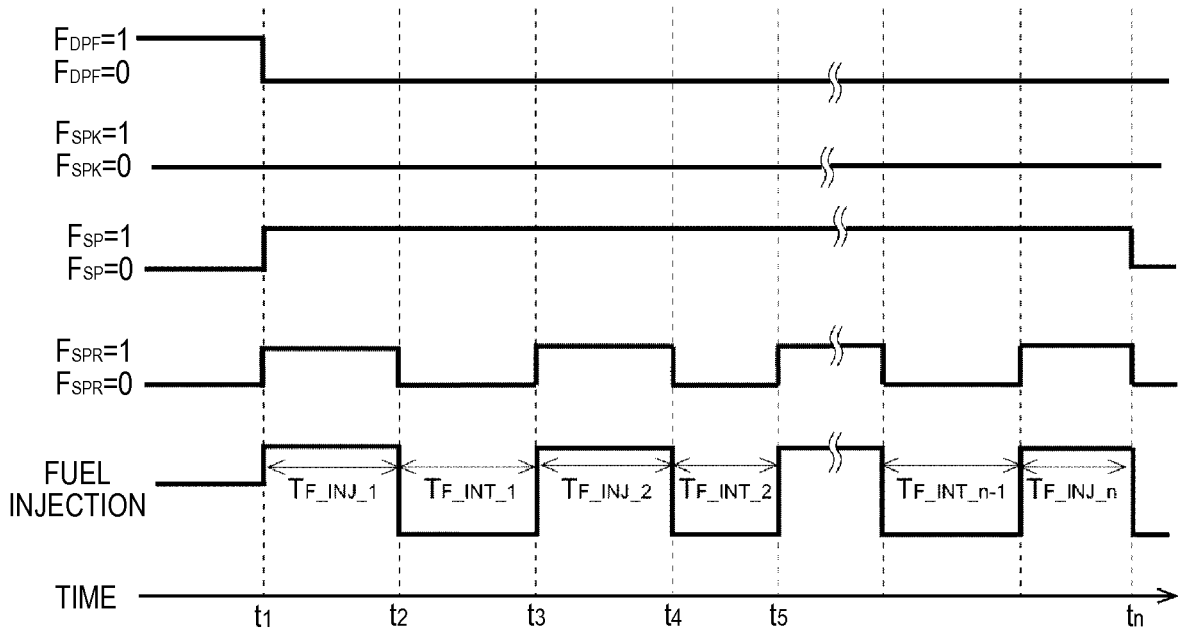 FDPF=1
FDPF=0
FSPK=1
FSPK=0
FSP=1
FSP=0
FSPR=1
FSPR=0
FUEL
INJECTION
TF_INJ_1 TF_INT_1 TF_INJ_2 TF_INT_2 TF_INT_n-1 TF_INJ_n
TIME
t1 t2 t3 t4 t5 tn